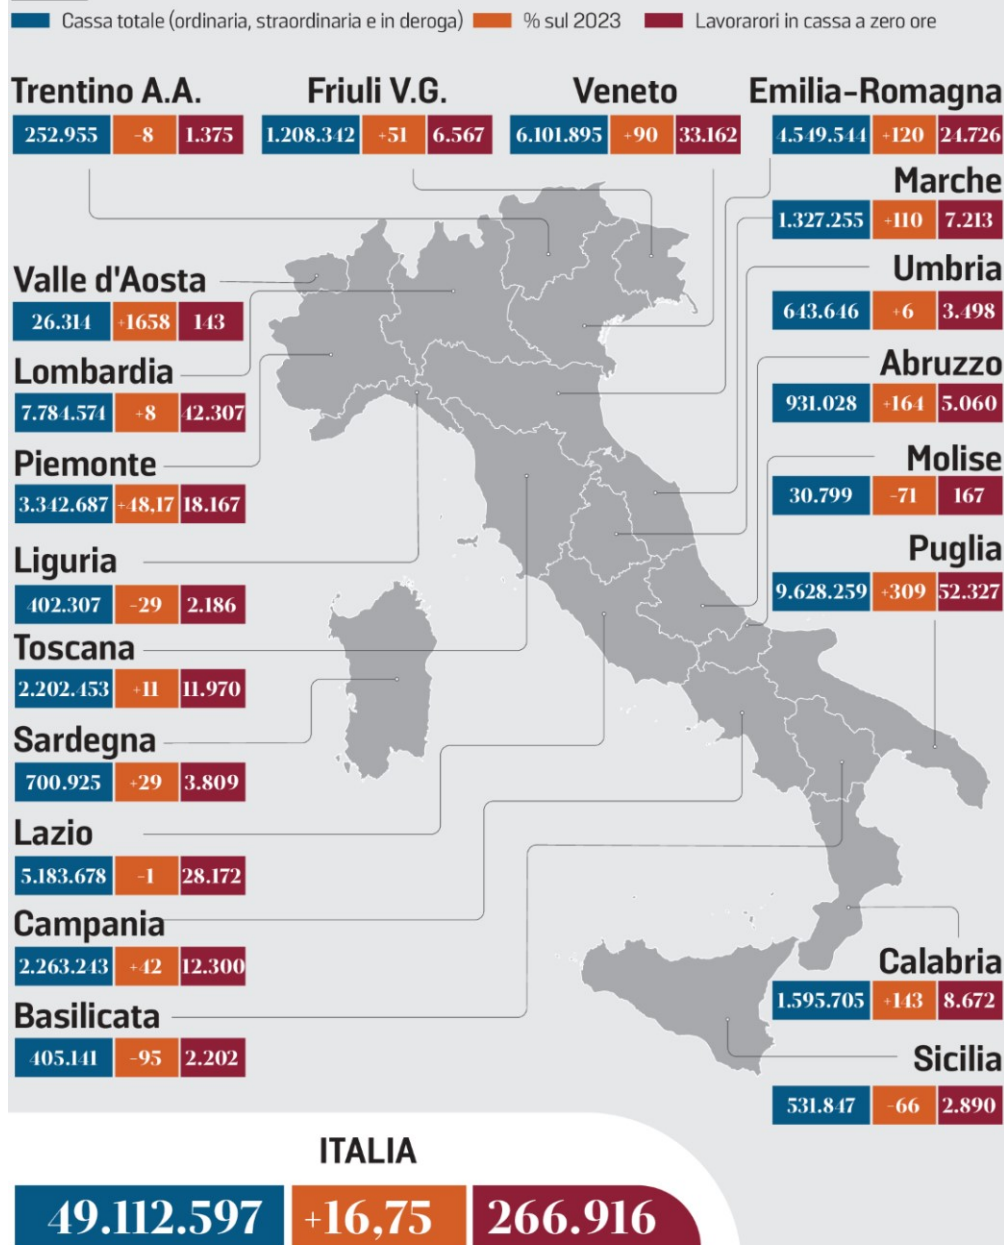 Cassa totale (ordinaria, straordinaria e in deroga) % sul 2023 Lavorarori in cassa a zero ore
Trentino A.A.
252.955 -8 1.375
Friuli V.G.
1.208.342 +51 6.567
Veneto
6.101.895 +90 33.162
Emilia-Romagna
4.549.544 +120 24.726
Marche
1.327.255 +110 7.213
Umbria
643.646 +6 3.498
Abruzzo
931.028 +164 5.060
Molise
30.799 -71 167
Puglia
9.628.259 +309 52.327
Valle d'Aosta
26.314 +1658 143
Lombardia
7.784.574 +8 42.307
Piemonte
3.342.687 +48,17 18.167
Liguria
402.307 -29 2.186
Toscana
2.202.453 +11 11.970
Sardegna
700.925 +29 3.809
Lazio
5.183.678 -1 28.172
Campania
2.263.243 +42 12.300
Basilicata
405.141 -95 2.202
Calabria
1.595.705 +143 8.672
Sicilia
531.847 -66 2.890
ITALIA
49.112.597 +16,75 266.916